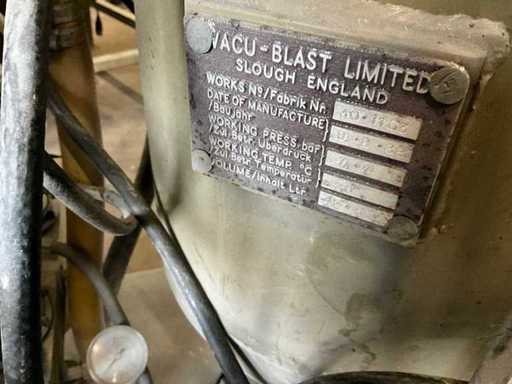 VACU-BLAST LIMITED
SLOUGH ENGLAND
WORKS No/Fabrik Nr.
DATE OF MANUFACTURE
/Baujahr
WORKING PRESS. bar
/Zul. Betr. Überdruck
WORKING TEMP. °C
/Zul. Betr. Temperatur
VOLUME/Inhalt Ltr.